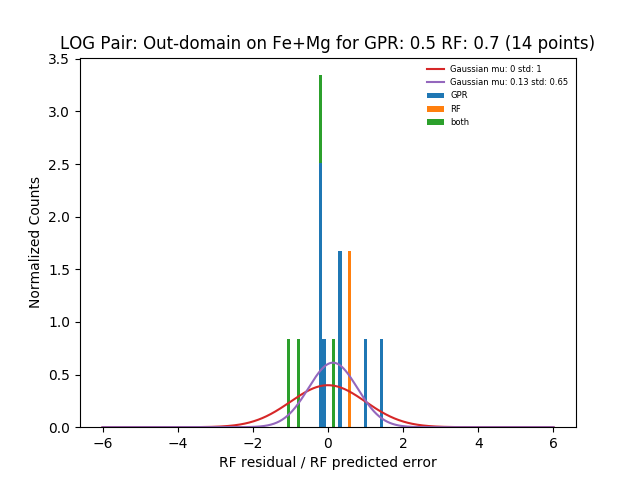 LOG Pair: Out-domain on Fe+Mg for GPR: 0.5 RF: 0.7 (14 points)
Gaussian mu: 0 std: 1
Gaussian mu: 0.13 std: 0.65
GPR
RF
both
3.5
3.0
2.5
2.0
1.5
1.0
0.5
0.0
Normalized Counts
−6
−4
−2
0
2
4
6
RF residual / RF predicted error